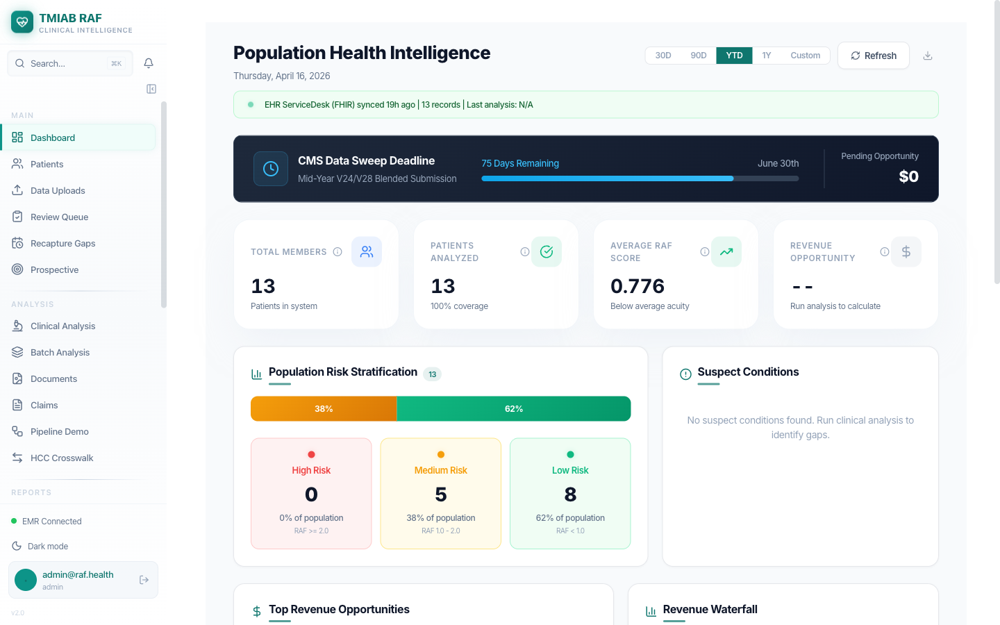 TMIAB RAF
CLINICAL INTELLIGENCE
Search...
⌘K
MAIN
Dashboard
Patients
Data Uploads
Review Queue
Recapture Gaps
Prospective
ANALYSIS
Clinical Analysis
Batch Analysis
Documents
Claims
Pipeline Demo
HCC Crosswalk
REPORTS
EMR Connected
Dark mode
admin@raf.health
admin
v2.0
Population Health Intelligence
Thursday, April 16, 2026
30D 90D YTD 1Y Custom
Refresh
EHR ServiceDesk (FHIR) synced 19h ago | 13 records | Last analysis: N/A
CMS Data Sweep Deadline
Mid-Year V24/V28 Blended Submission
75 Days Remaining
June 30th
Pending Opportunity
$0
TOTAL MEMBERS
13
Patients in system
PATIENTS
ANALYZED
13
100% coverage
AVERAGE RAF
SCORE
0.776
Below average acuity
REVENUE
OPPORTUNITY
--
Run analysis to calculate
Population Risk Stratification 13
38% 62%
High Risk
0
0% of population
RAF >= 2.0
Medium Risk
5
38% of population
RAF 1.0 - 2.0
Low Risk
8
62% of population
RAF < 1.0
Suspect Conditions
No suspect conditions found. Run clinical analysis to
identify gaps.
Top Revenue Opportunities
Revenue Waterfall